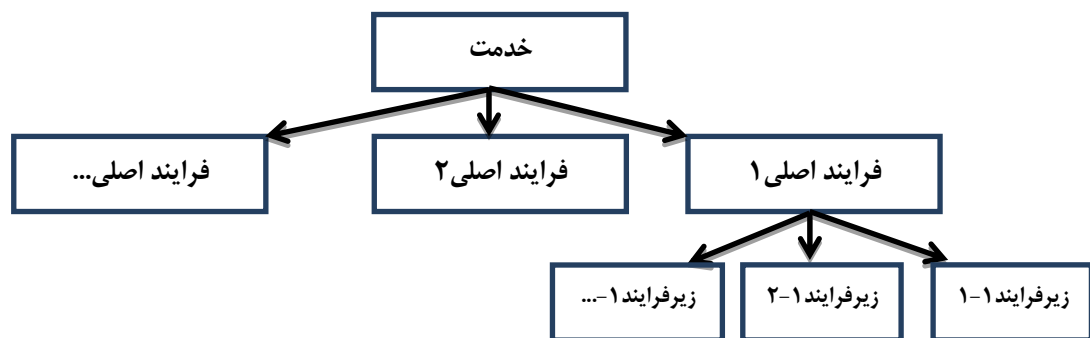 خدمت
فرایند اصلی۱
فرایند اصلی۲
فرایند اصلی...
زیرفرایند۱-۱
زیرفرایند۱-۲
زیرفرایند۱-...